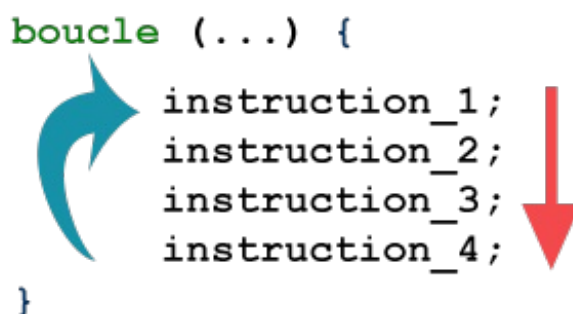 boucle (...) {
instruction_1;
instruction_2;
instruction_3;
instruction_4;
}